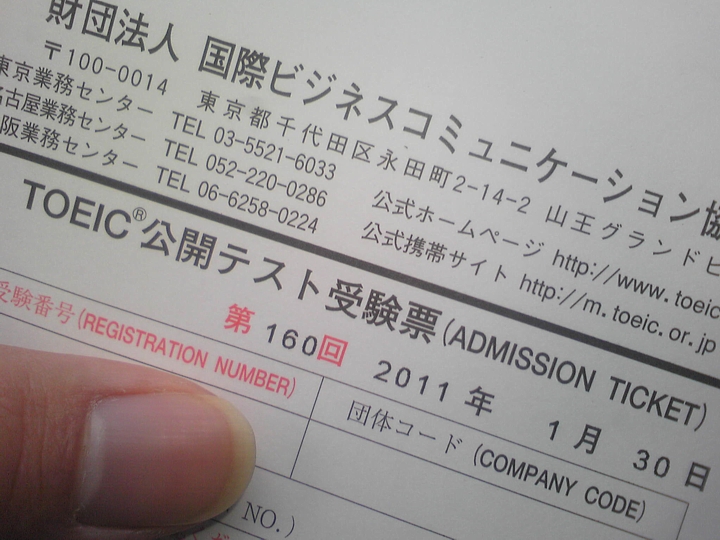 財団法人 国際ビジネスコミュニケーション協
〒100-0014 東京都千代田区永田町2-14-2 山王グランドビ
東京業務センター TEL 03-5521-6033
名古屋業務センター TEL 052-220-0286 公式ホームページ http://www.toeic
阪業務センター TEL 06-6258-0224 公式携帯サイト http://m.toeic.or.jp
TOEIC®公開テスト受験票(ADMISSION TICKET)
第160回 2011年 1月 30日
受験番号(REGISTRATION NUMBER)
団体コード (COMPANY CODE)
NO.)